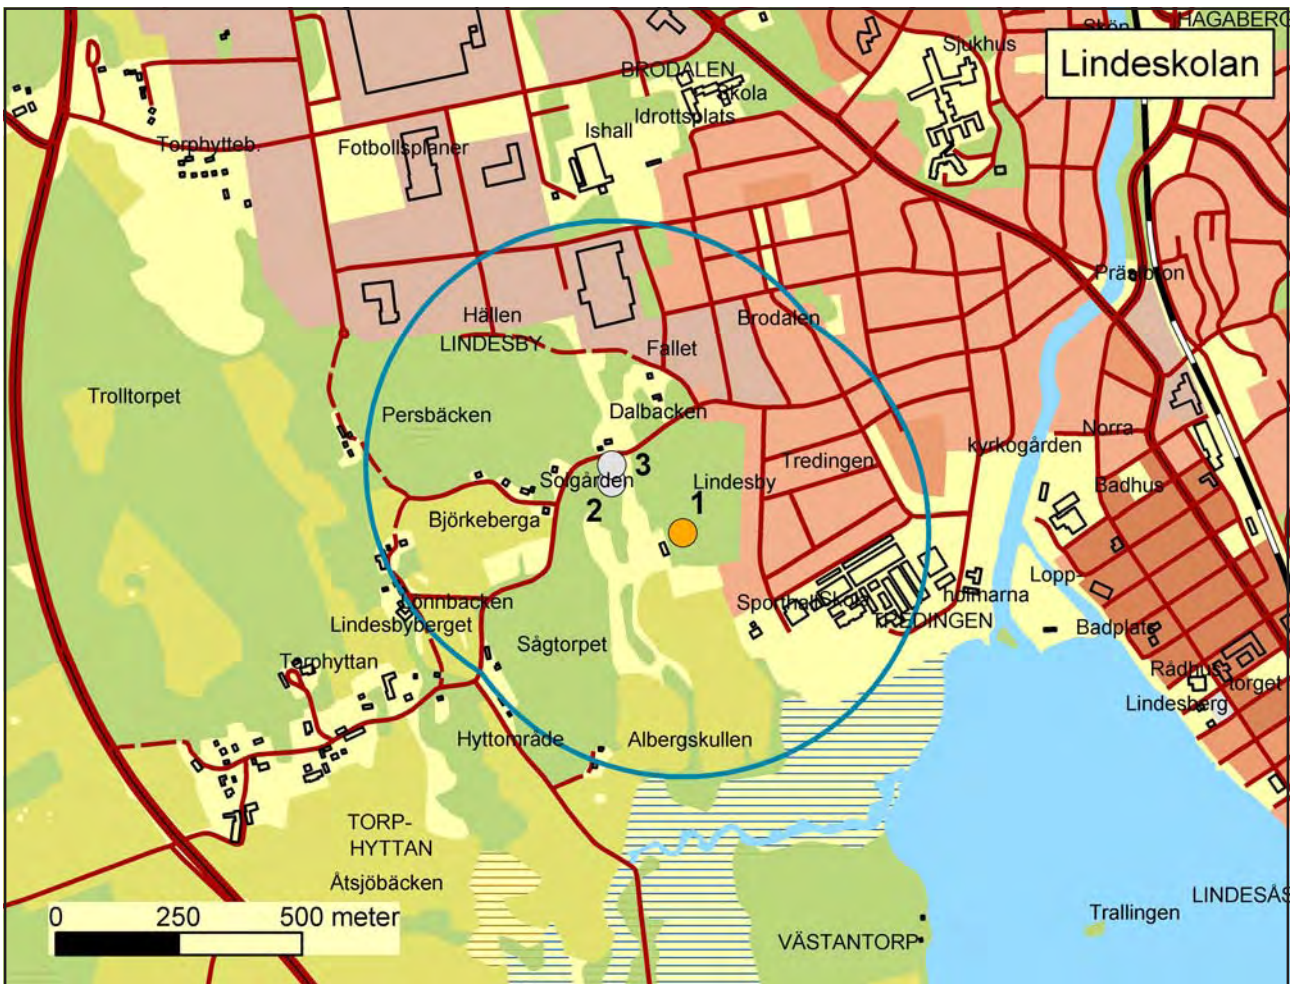 HAGABERG
Sjukhus
Lindeskolan
BRODALEN
Skola
Idrottsplats
Ishall
Torphytteb.
Fotbollsplaner
Hällen
Brodalen
LINDESBY
Fallet
Trolltorpet
Persbäcken
Dalbacken
Norra
kyrkogården
Tredingen
3
Solgården
Lindesby
Badhus
2
1
Björkeberga
Lopp-
holmarna
Sporthall
Skola
TREDINGEN
Badplats
Lindesbyberget
Sågtorpet
Torphyttan
Rådhus
torget
Lindesberg
Hyttområde
Albergskullen
TORP-
HYTTAN
Åtsjöbäcken
LINDESÅS
0 250 500 meter
Trallingen
VÄSTANTORP